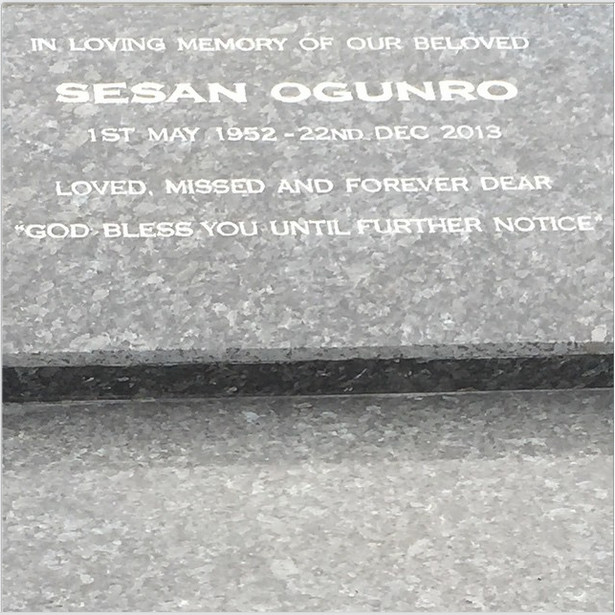 IN LOVING MEMORY OF OUR BELOVED
SESAN OGUNRO
1ST MAY 1952 - 22ND DEC 2013
LOVED, MISSED AND FOREVER DEAR
"GOD BLESS YOU UNTIL FURTHER NOTICE"